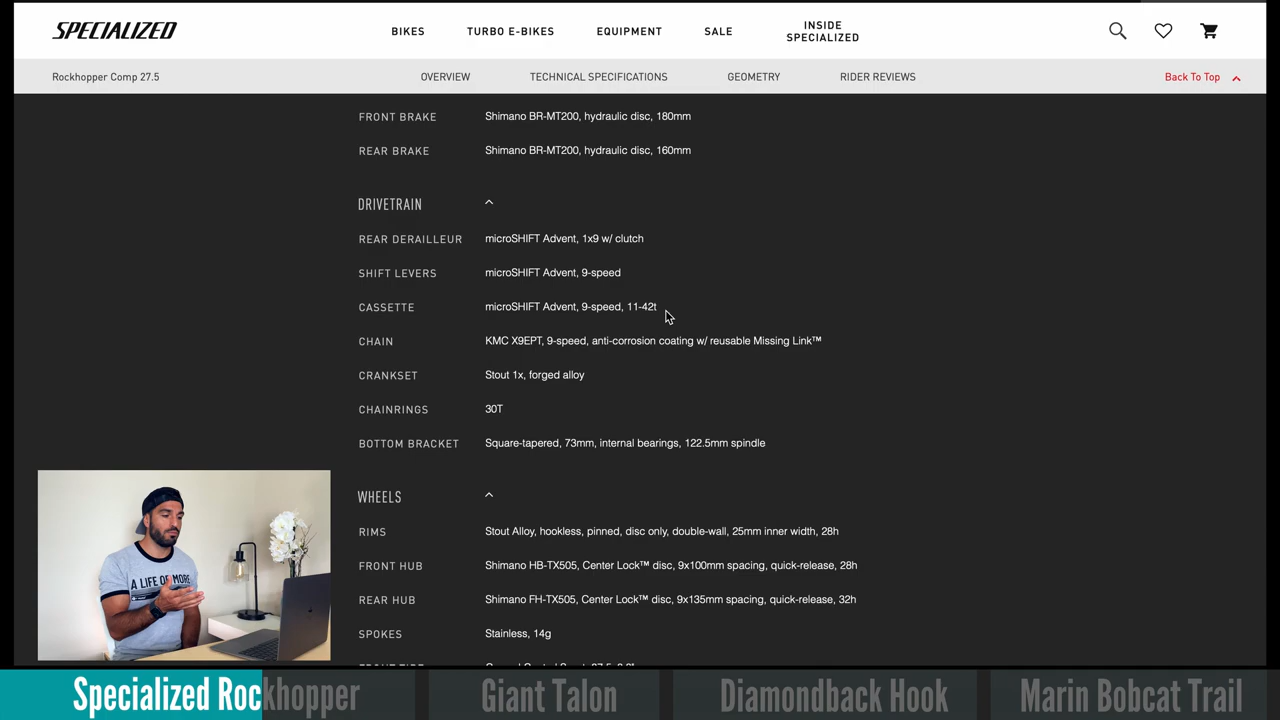 SPECIALIZED
BIKES
TURBO E-BIKES
EQUIPMENT
SALE
INSIDE
SPECIALIZED
Rockhopper Comp 27.5
OVERVIEW
TECHNICAL SPECIFICATIONS
GEOMETRY
RIDER REVIEWS
Back To Top
FRONT BRAKE Shimano BR-MT200, hydraulic disc, 180mm
REAR BRAKE Shimano BR-MT200, hydraulic disc, 160mm
DRIVETRAIN
REAR DERAILLEUR microSHIFT Advent, 1x9 w/ clutch
SHIFT LEVERS microSHIFT Advent, 9-speed
CASSETTE microSHIFT Advent, 9-speed, 11-42t
CHAIN KMC X9EPT, 9-speed, anti-corrosion coating w/ reusable Missing Link™
CRANKSET Stout 1x, forged alloy
CHAINRINGS 30T
BOTTOM BRACKET Square-tapered, 73mm, internal bearings, 122.5mm spindle
WHEELS
RIMS Stout Alloy, hookless, pinned, disc only, double-wall, 25mm inner width, 28h
FRONT HUB Shimano HB-TX505, Center Lock™ disc, 9x100mm spacing, quick-release, 28h
REAR HUB Shimano FH-TX505, Center Lock™ disc, 9x135mm spacing, quick-release, 32h
SPOKES Stainless, 14g
A LIFE OF MORE
Specialized Rockhopper
Giant Talon
Diamondback Hook
Marin Bobcat Trail